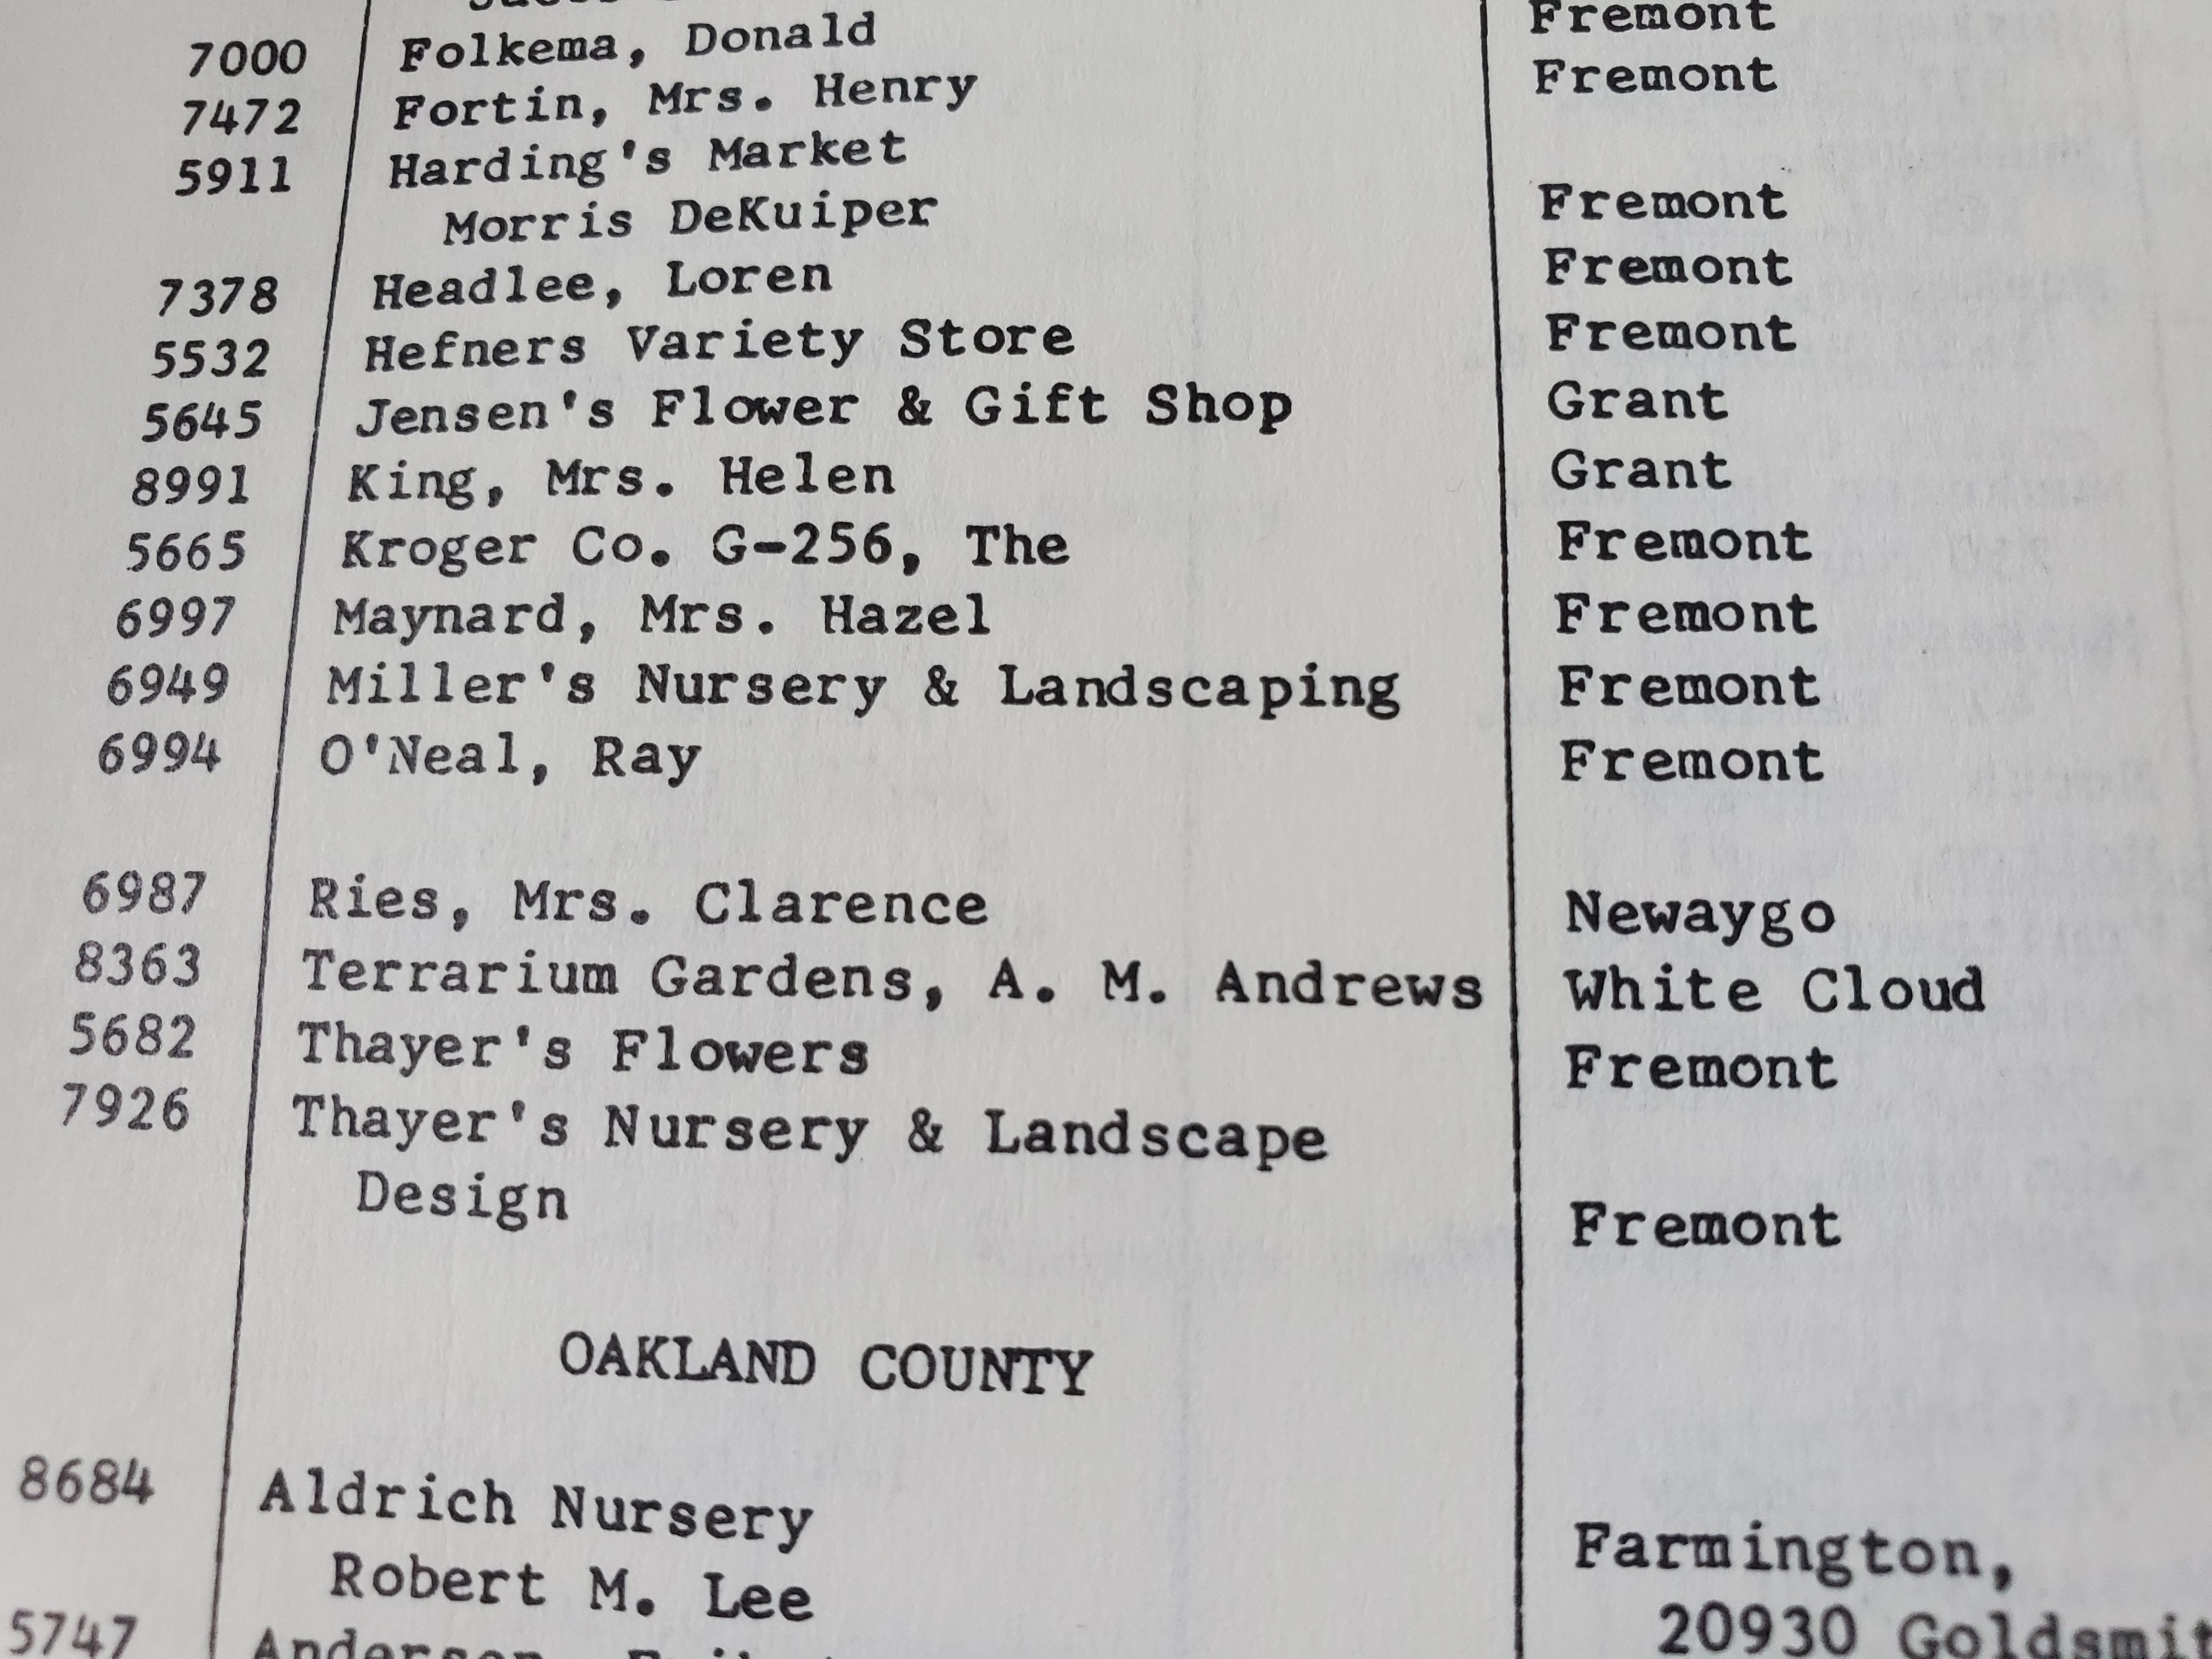 7000 Folkema, Donald Fremont
7472 Fortin, Mrs. Henry Fremont
5911 Harding's Market
Morris DeKuiper Fremont
7378 Headlee, Loren Fremont
5532 Hefners Variety Store Fremont
5645 Jensen's Flower & Gift Shop Grant
8991 King, Mrs. Helen Grant
5665 Kroger Co. G-256, The Fremont
6997 Maynard, Mrs. Hazel Fremont
6949 Miller's Nursery & Landscaping Fremont
6994 O'Neal, Ray Fremont
6987 Ries, Mrs. Clarence Newaygo
8363 Terrarium Gardens, A. M. Andrews White Cloud
5682 Thayer's Flowers Fremont
7926 Thayer's Nursery & Landscape
Design Fremont
OAKLAND COUNTY
8684 Aldrich Nursery
Robert M. Lee Farmington,
5747 20930